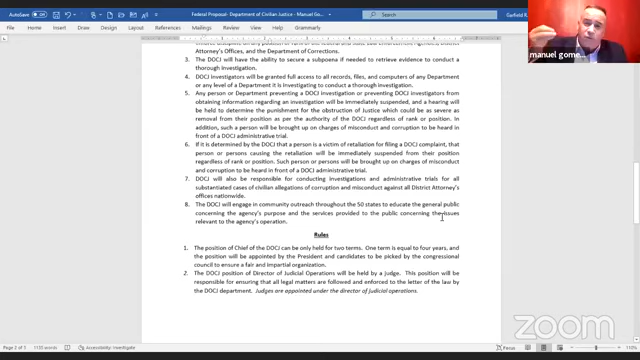 AutoSave Off
Federal Proposal - Department of Civilian Justice - Manuel Go...
Search
Garfield K
manuel gome...
Attorney's Offices, and the Department of Corrections.
3. The DOCJ will have the ability to secure a subpoena if needed to retrieve evidence to conduct a
thorough investigation.
4. DOCJ investigators will be granted full access to all records, files, and computers of any Department
or any level of a Department it is investigating to conduct a thorough investigation.
5. Any person or Department preventing a DOCJ investigation or preventing DOCJ investigators from
obtaining information regarding an investigation will be immediately suspended, and a hearing will
be held to determine the punishment for the obstruction of Justice which could be as severe as
removal from their position as per the authority of the DOCJ regardless of rank or position. In
addition, such a person will be brought up on charges of misconduct and corruption to be heard in
front of a DOCJ administrative trial.
6. If it is determined by the DOCJ that a person is a victim of retaliation for filing a DOCJ complaint, that
person or persons causing the retaliation will be immediately suspended from their position
regardless of rank or position. Such person or persons will be brought up on charges of misconduct
and corruption to be heard in front of a DOCJ administrative trial.
7. DOCJ will also be responsible for conducting investigations and administrative trials for all
substantiated cases of civilian allegations of corruption and misconduct against all District Attorney's
offices nationwide.
8. The DOCJ will engage in community outreach throughout the 50 states to educate the general public
concerning the agency's purpose and the services provided to the public concerning the issues
relevant to the agency's operation.
Rules
1. The position of Chief of the DOCJ can be only held for two terms. One term is equal to four years, and
the position will be appointed by the President and candidates to be picked by the congressional
council to ensure a fair and impartial organization.
2. The DOCJ position of Director of Judicial Operations will be held by a judge. This position will be
responsible for ensuring that all legal matters are followed and enforced to the letter of the law by
the DOCJ department. Judges are appointed under the director of judicial operations.
zoom
Accessibility: Investigate
Focus
110%